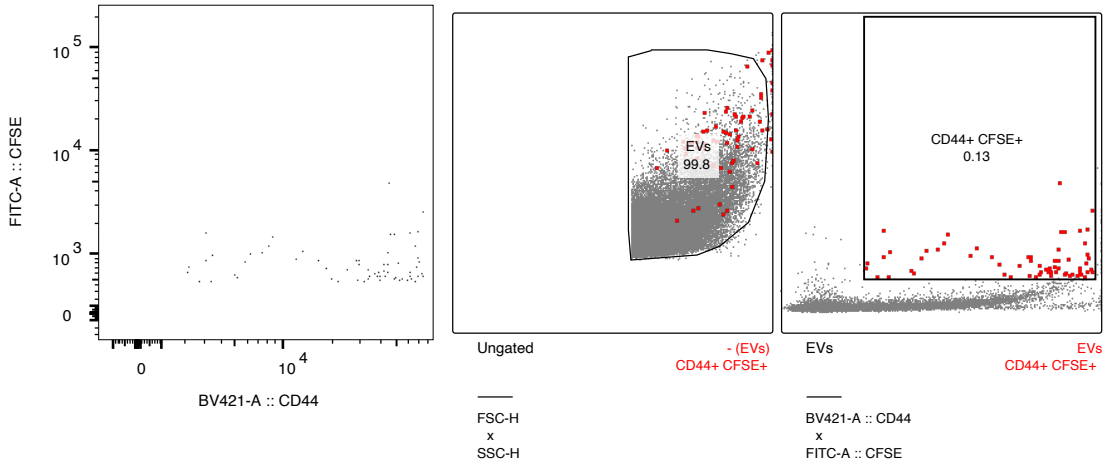 10^5
10^4
10^3
0
FITC-A :: CFSE
0
10^4
BV421-A :: CD44
EVs
99.8
Ungated
- (EVs)
CD44+ CFSE+
FSC-H
x
SSC-H
CD44+ CFSE+
0.13
EVs
EVs
CD44+ CFSE+
BV421-A :: CD44
x
FITC-A :: CFSE